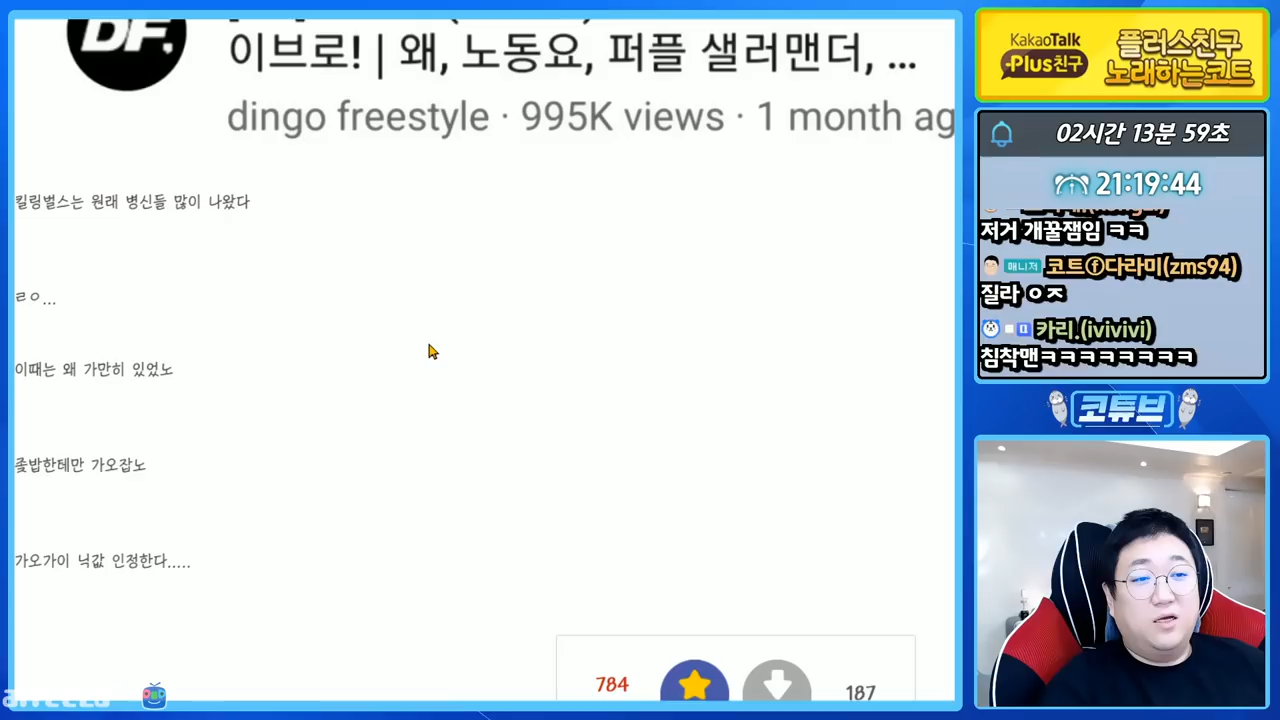 DF.
이브로! | 왜, 노동요, 퍼플 샐러맨더, ...
dingo freestyle · 995K views · 1 month ag
킬링벌스는 원래 병신들 많이 나왔다
ㄹㅇ...
이때는 왜 가만히 있었노
좆밥한테만 가오잡노
가오가이 닉값 인정한다.....
784
187
KakaoTalk
Plus친구
플러스친구
노래하는코트
02시간 13분 59초
21:19:44
저거 개꿀잼임 ㅋㅋ
매니저 코트ⓕ다라미(zms94)
질라 ㅇㅈ
카리.(ivivivi)
침착맨ㅋㅋㅋㅋㅋㅋㅋㅋ
코튜브